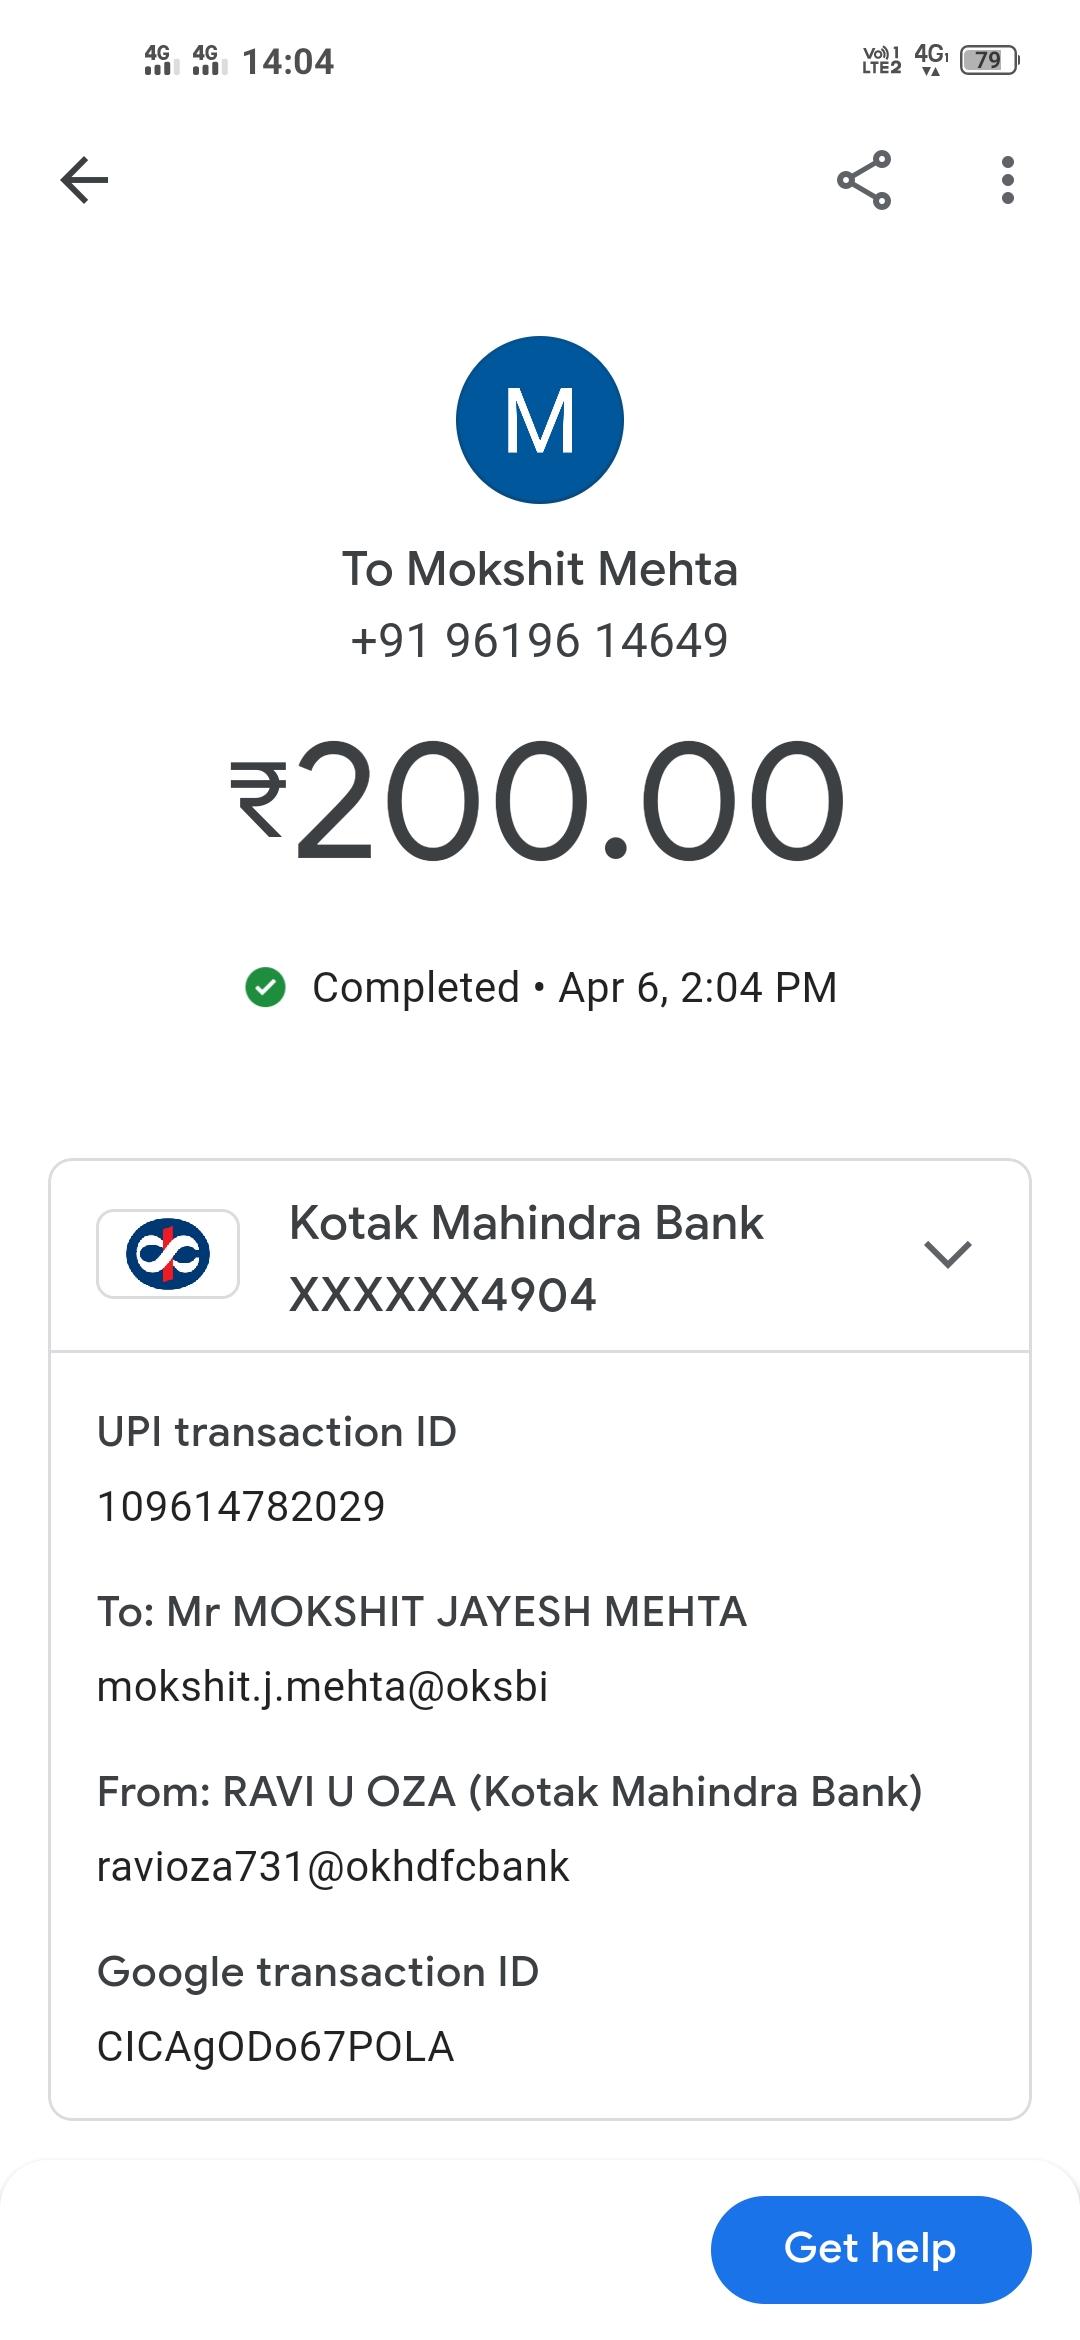 4G 4G 14:04 Vo)) 1 LTE2 4G1 79
M
To Mokshit Mehta
+91 96196 14649
₹200.00
Completed • Apr 6, 2:04 PM
Kotak Mahindra Bank
XXXXXX4904
UPI transaction ID
109614782029
To: Mr MOKSHIT JAYESH MEHTA
mokshit.j.mehta@oksbi
From: RAVI U OZA (Kotak Mahindra Bank)
ravioza731@okhdfcbank
Google transaction ID
CICAgODo67POLA
Get help